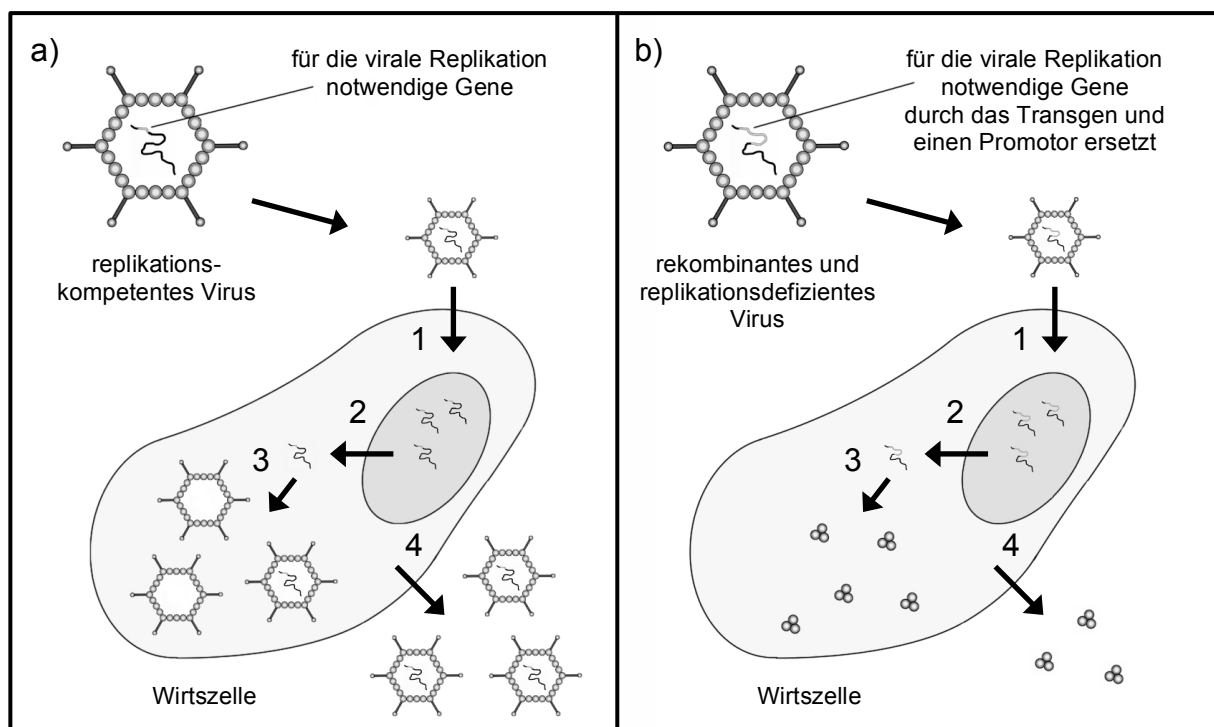 a)
für die virale Replikation
notwendige Gene
replikations-
kompetentes Virus
1
2
3
4
Wirtszelle
b)
für die virale Replikation
notwendige Gene
durch das Transgen und
einen Promotor ersetzt
rekombinantes und
replikationsdefizientes
Virus
1
2
3
4
Wirtszelle